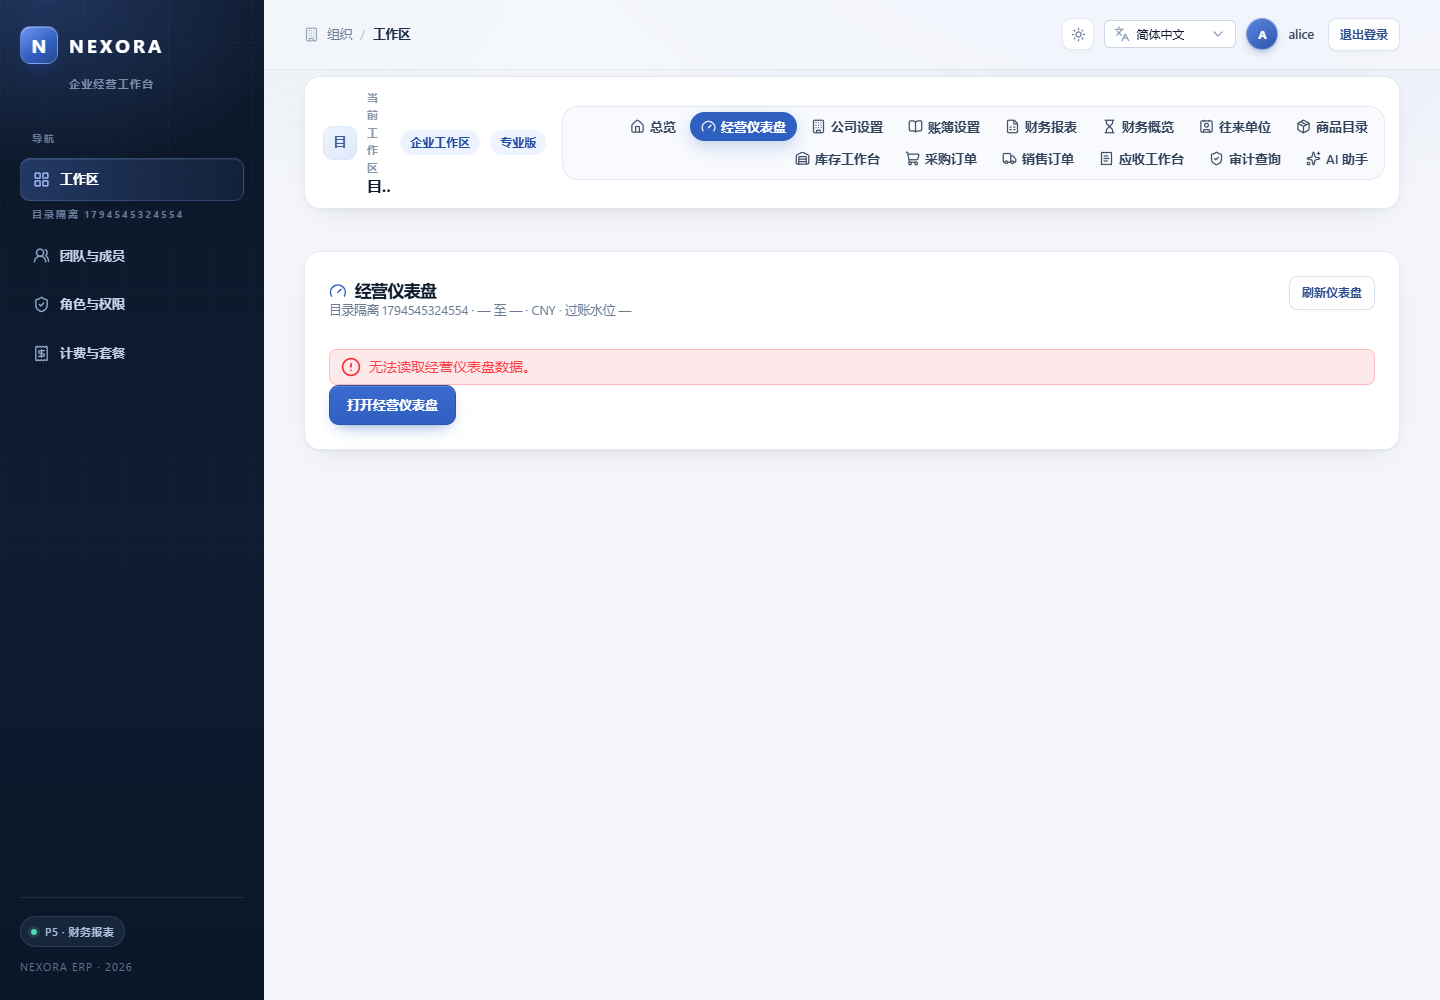 N NEXORA
企业经营工作台
导航
工作区
目录隔离 1794545324554
团队与成员
角色与权限
计费与套餐
P5 · 财务报表
NEXORA ERP · 2026
组织 / 工作区
简体中文
A alice
退出登录
目
当前工作区
目..
企业工作区 专业版
总览 经营仪表盘 公司设置 账簿设置 财务报表 财务概览 往来单位 商品目录
库存工作台 采购订单 销售订单 应收工作台 审计查询 AI 助手
经营仪表盘
目录隔离 1794545324554 · — 至 — · CNY · 过账水位 —
刷新仪表盘
无法读取经营仪表盘数据。
打开经营仪表盘